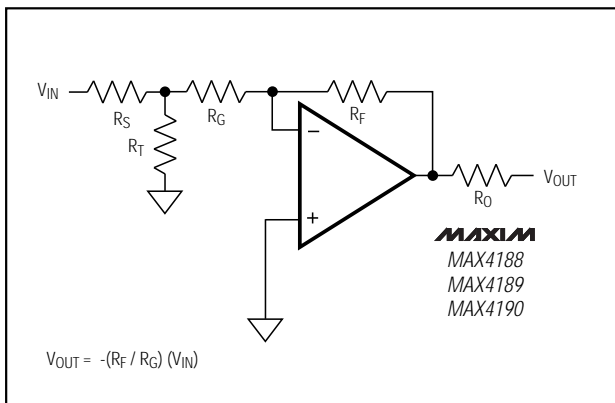 VIN
RS
RG
RF
RT
−
+
RO
VOUT
MAXIM
MAX4188
MAX4189
MAX4190
VOUT = -(RF / RG) (VIN)